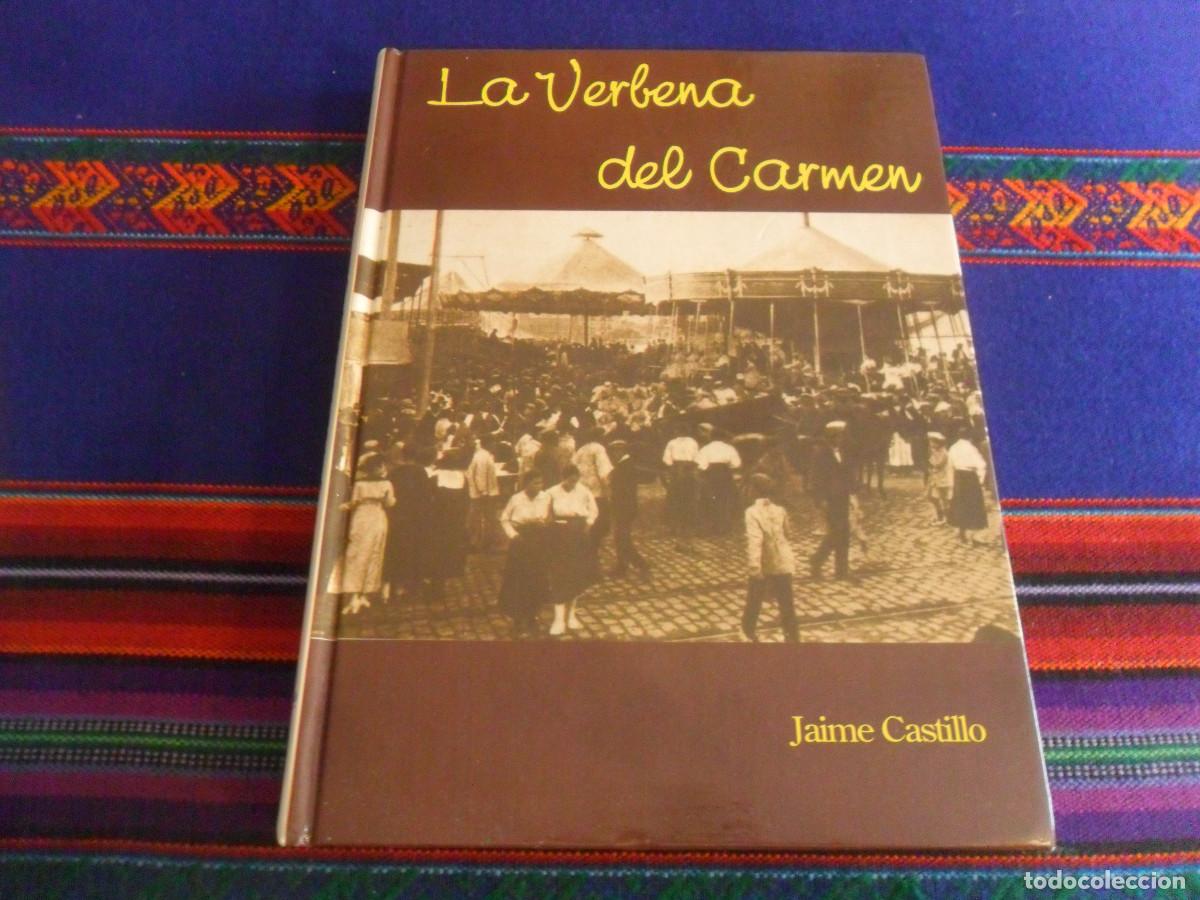 La Verbena
del Carmen
Jaime Castillo
todocoleccion